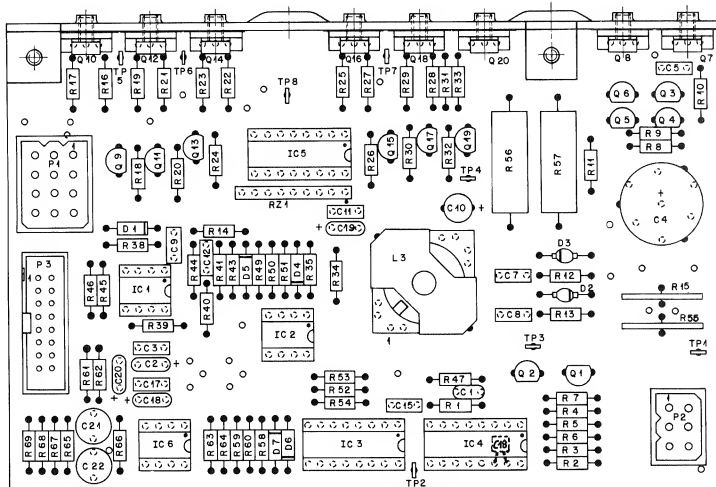 Q10
Q12
Q14
Q16
Q18
Q20
Q8
Q7
R17
R16
TP5
R19
R21
TP6
R23
R22
TP8
R25
R27
TP7
R29
R28
R31
R33
C5
R10
Q6
Q3
Q5
Q4
R9
R8
P1
1
Q9
R18
Q11
R20
Q13
R24
IC5
R26
Q15
R30
Q17
R32
Q19
TP4
R56
R57
R11
RZ1
C11
+
C19
C10
+
+
C4
D1
R38
C9
R14
P3
1
R46
R45
IC1
R44
C12
R41
R43
D5
R49
R50
R51
D4
R35
R34
R40
L3
1
D3
C7
R12
D2
C8
R13
R15
R55
R39
IC2
C3
C2
+
C17
+
C18
+
C20
R61
R62
TP3
TP1
Q2
Q1
R53
R52
R54
R47
C1
R1
C15
R7
R4
R5
R6
R3
R2
P2
1
R69
R68
R67
R65
C21
C22
R66
IC6
R63
R64
R59
R60
R58
D7
D6
IC3
IC4
TP2